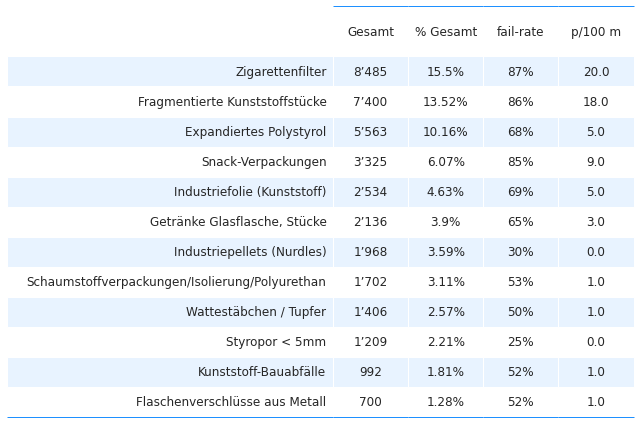 Gesamt % Gesamt fail-rate p/100 m
Zigarettenfilter 8’485 15.5% 87% 20.0
Fragmentierte Kunststoffstücke 7’400 13.52% 86% 18.0
Expandiertes Polystyrol 5’563 10.16% 68% 5.0
Snack-Verpackungen 3’325 6.07% 85% 9.0
Industriefolie (Kunststoff) 2’534 4.63% 69% 5.0
Getränke Glasflasche, Stücke 2’136 3.9% 65% 3.0
Industriepellets (Nurdles) 1’968 3.59% 30% 0.0
Schaumstoffverpackungen/Isolierung/Polyurethan 1’702 3.11% 53% 1.0
Wattestäbchen / Tupfer 1’406 2.57% 50% 1.0
Styropor < 5mm 1’209 2.21% 25% 0.0
Kunststoff-Bauabfälle 992 1.81% 52% 1.0
Flaschenverschlüsse aus Metall 700 1.28% 52% 1.0